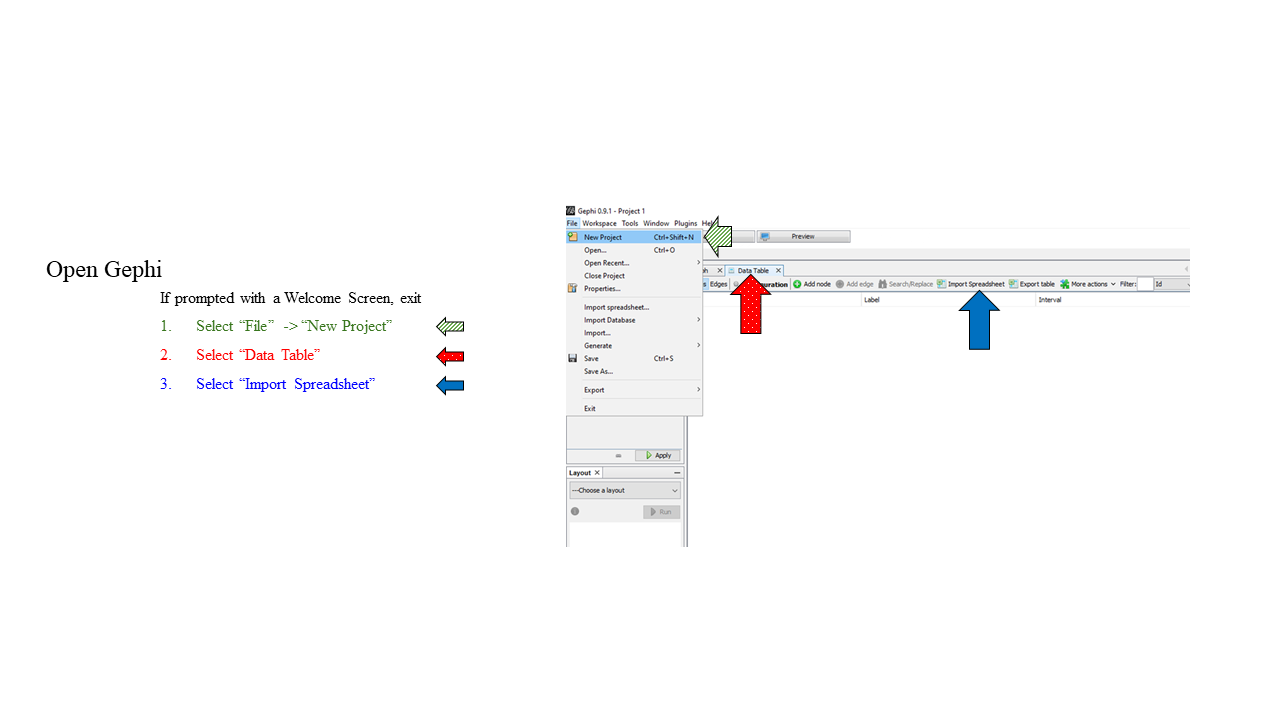 Open Gephi
If prompted with a Welcome Screen, exit
1. Select “File” -> “New Project”
2. Select “Data Table”
3. Select “Import Spreadsheet”
Gephi 0.9.1 - Project 1
File Workspace Tools Window Plugins Help
New Project Ctrl+Shift+N
Preview
Open... Ctrl+O
Open Recent...
Close Project
Data Table
Properties...
Edges Add node Add edge Search/Replace Import Spreadsheet Export table More actions Filter: Id
Label Interval
Import spreadsheet...
Import Database
Import...
Generate
Save Ctrl+S
Save As...
Export
Exit
Apply
Layout
---Choose a layout
Run